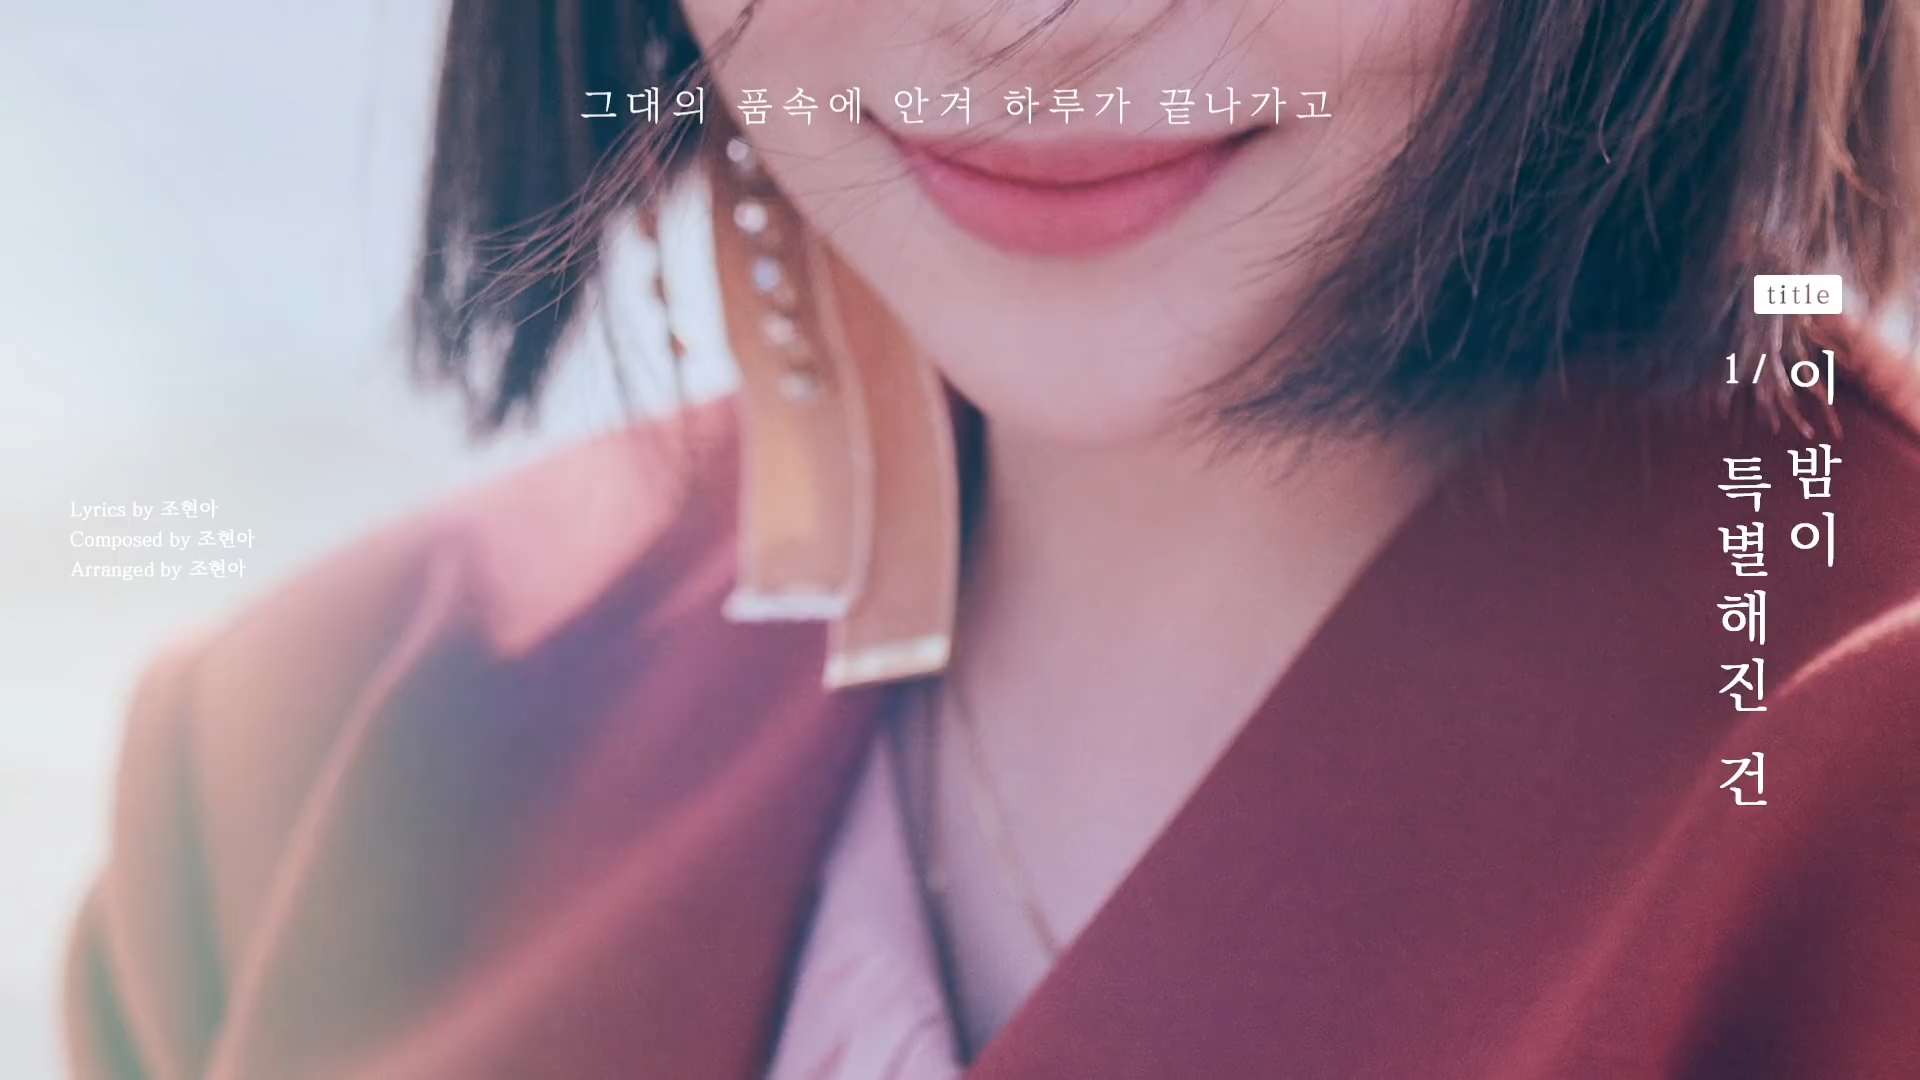 그대의 품속에 안겨 하루가 끝나가고
title
1/
이 밤이
특별해진 건
Lyrics by 조현아
Composed by 조현아
Arranged by 조현아